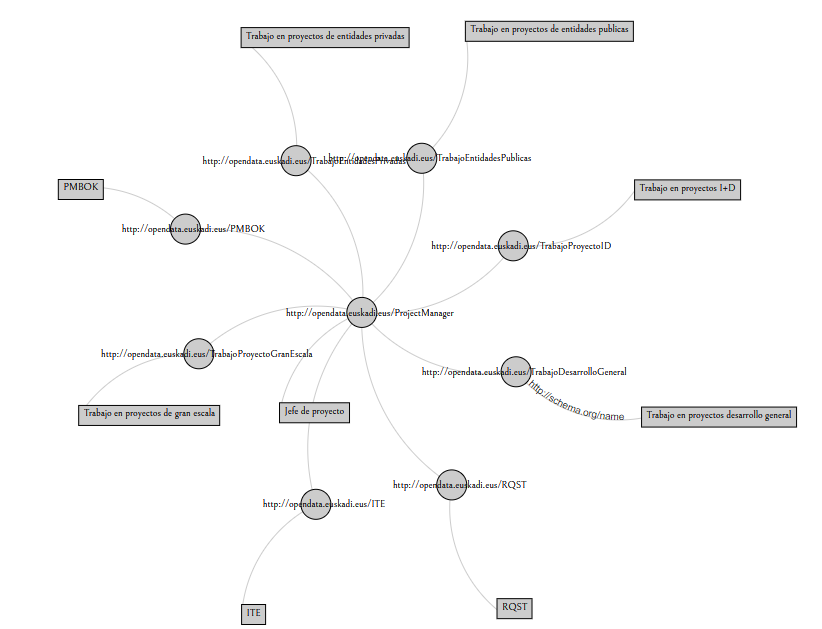 Trabajo en proyectos de entidades privadas
Trabajo en proyectos de entidades publicas
http://opendata.euskadi.eus/TrabajoEntidadesPrivadas
http://opendata.euskadi.eus/TrabajoEntidadesPublicas
PMBOK
Trabajo en proyectos I+D
http://opendata.euskadi.eus/PMBOK
http://opendata.euskadi.eus/TrabajoProyectoID
http://opendata.euskadi.eus/ProjectManager
http://opendata.euskadi.eus/TrabajoProyectoGranEscala
http://opendata.euskadi.eus/TrabajoDesarrolloGeneral
http://schema.org/name
Trabajo en proyectos de gran escala
Jefe de proyecto
Trabajo en proyectos desarrollo general
http://opendata.euskadi.eus/RQST
http://opendata.euskadi.eus/ITE
ITE
RQST